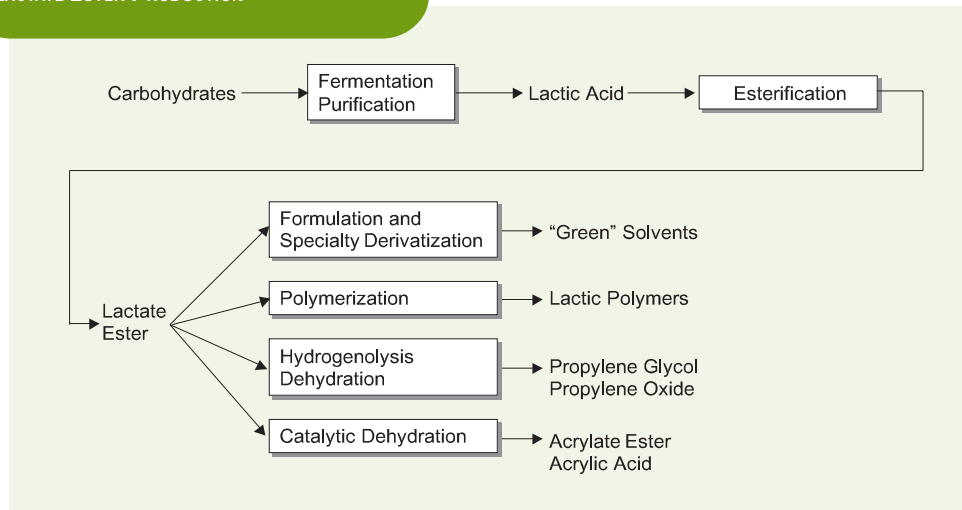 Carbohydrates
Fermentation
Purification
Lactic Acid
Esterification
Formulation and
Specialty Derivatization
“Green” Solvents
Polymerization
Lactic Polymers
Lactate
Ester
Hydrogenolysis
Dehydration
Propylene Glycol
Propylene Oxide
Catalytic Dehydration
Acrylate Ester
Acrylic Acid